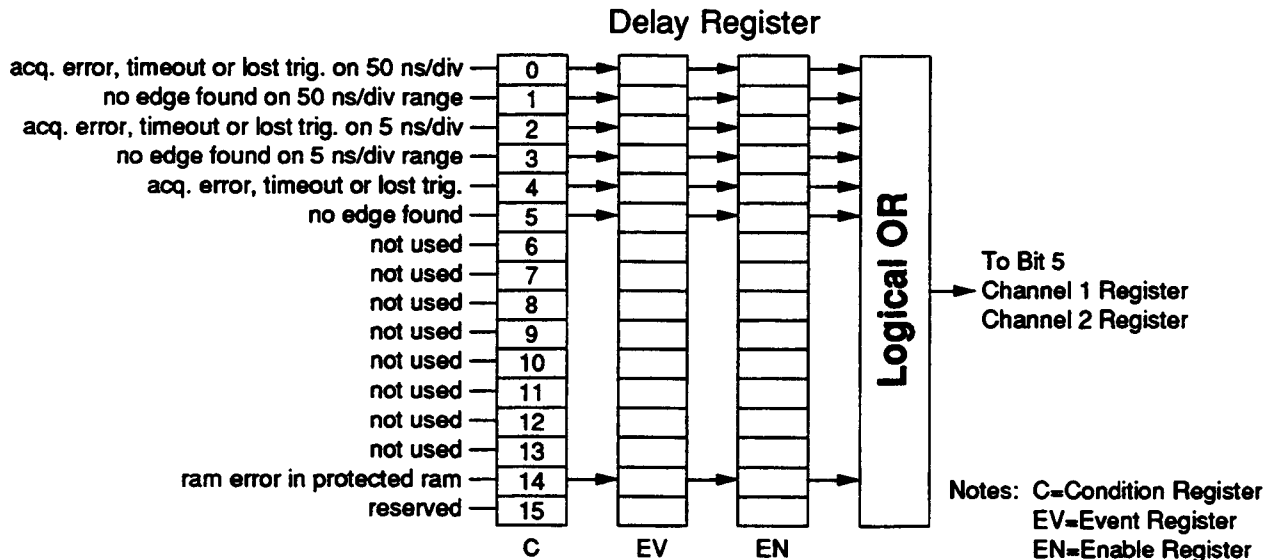 Delay Register
acq. error, timeout or lost trig. on 50 ns/div 0
no edge found on 50 ns/div range 1
acq. error, timeout or lost trig. on 5 ns/div 2
no edge found on 5 ns/div range 3
acq. error, timeout or lost trig. 4
no edge found 5
not used 6
not used 7
not used 8
not used 9
not used 10
not used 11
not used 12
not used 13
ram error in protected ram 14
reserved 15
C EV EN
Logical OR
To Bit 5
Channel 1 Register
Channel 2 Register
Notes: C=Condition Register
EV=Event Register
EN=Enable Register